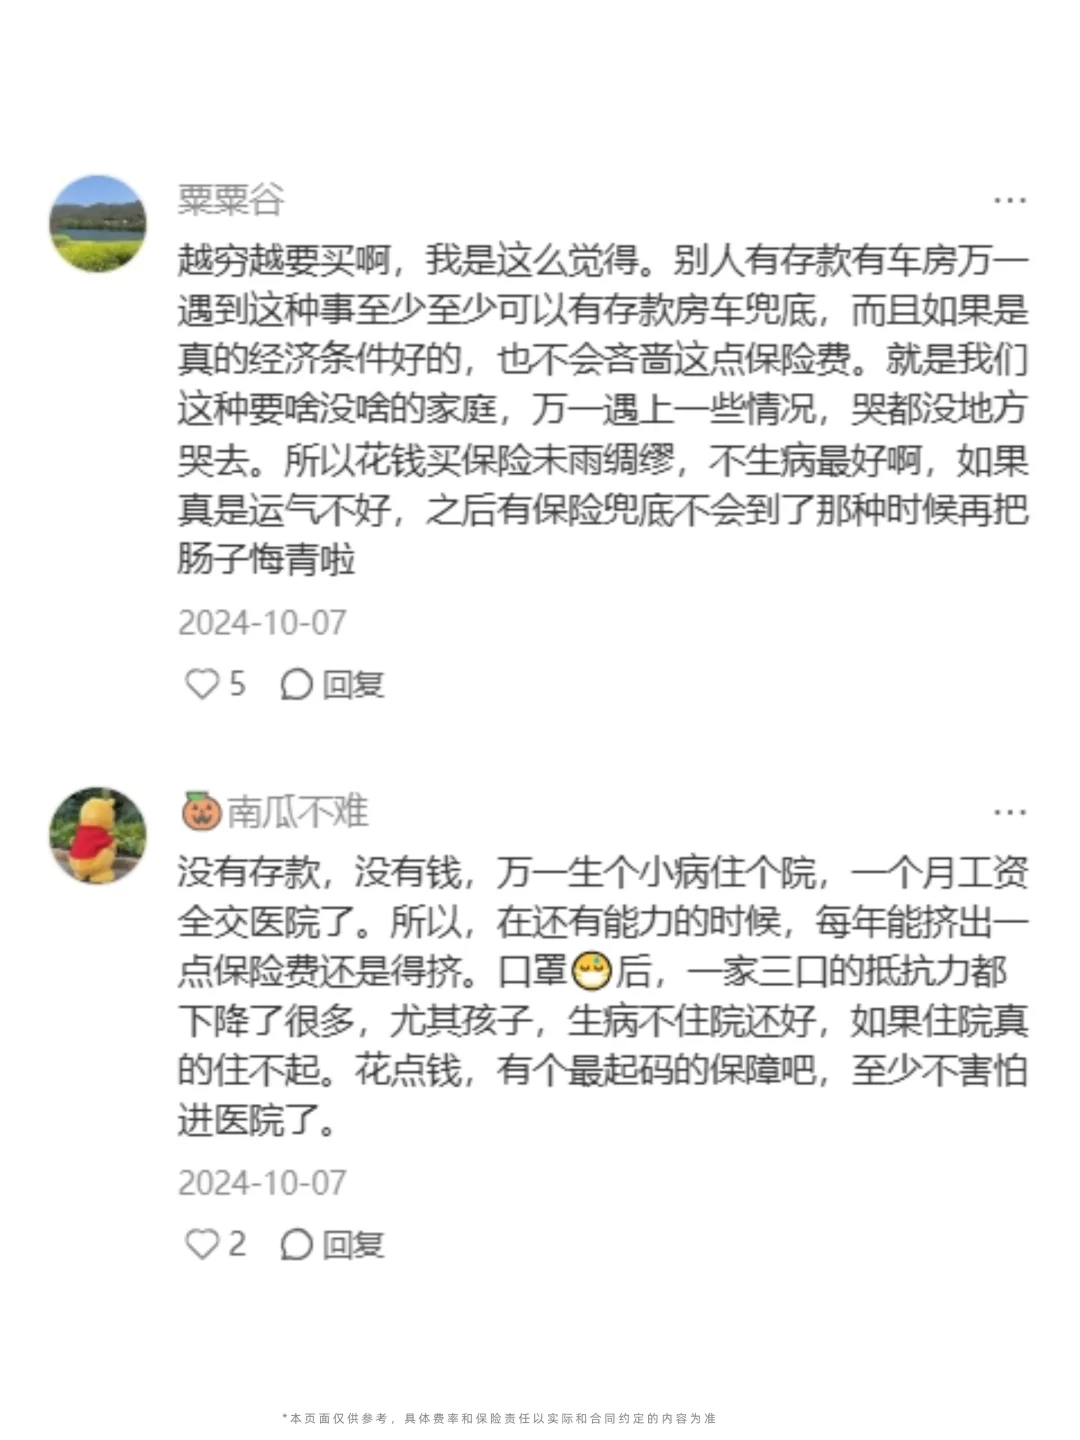 粟粟谷
...
越穷越要买啊，我是这么觉得。别人有存款有车房万一
遇到这种事至少至少可以有存款房车兜底，而且如果是
真的经济条件好的，也不会吝啬这点保险费。就是我们
这种要啥没啥的家庭，万一遇上一些情况，哭都没地方
哭去。所以花钱买保险未雨绸缪，不生病最好啊，如果
真是运气不好，之后有保险兜底不会到了那种时候再把
肠子悔青啦
2024-10-07
5 回复
🎃南瓜不难
...
没有存款，没有钱，万一生个小病住个院，一个月工资
全交医院了。所以，在还有能力的时候，每年能挤出一
点保险费还是得挤。口罩😷后，一家三口的抵抗力都
下降了很多，尤其孩子，生病不住院还好，如果住院真
的住不起。花点钱，有个最起码的保障吧，至少不害怕
进医院了。
2024-10-07
2 回复
*本页面仅供参考，具体费率和保险责任以实际和合同约定的内容为准